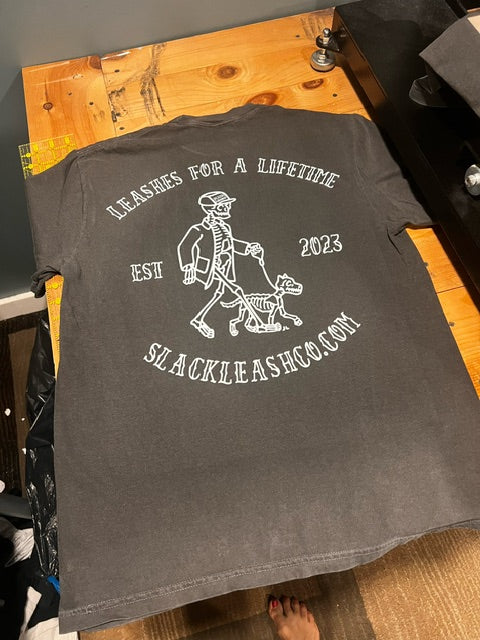 LEASHES FOR A LIFETIME
EST
2023
SLACKLEASHCO.COM